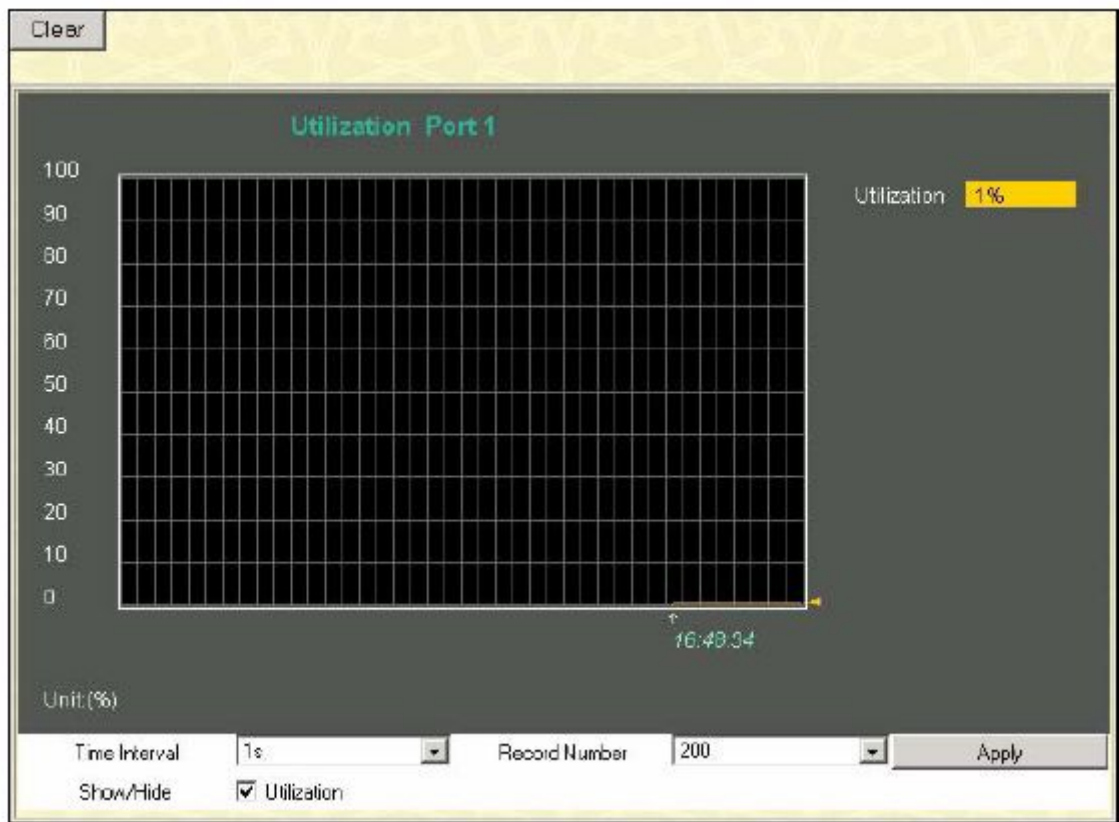 Clear
Utilization Port 1
100
90
80
70
60
50
40
30
20
10
0
Utilization 1%
16:48:34
Unit:(%)
Time Interval 1s Record Number 200 Apply
Show/Hide Utilization